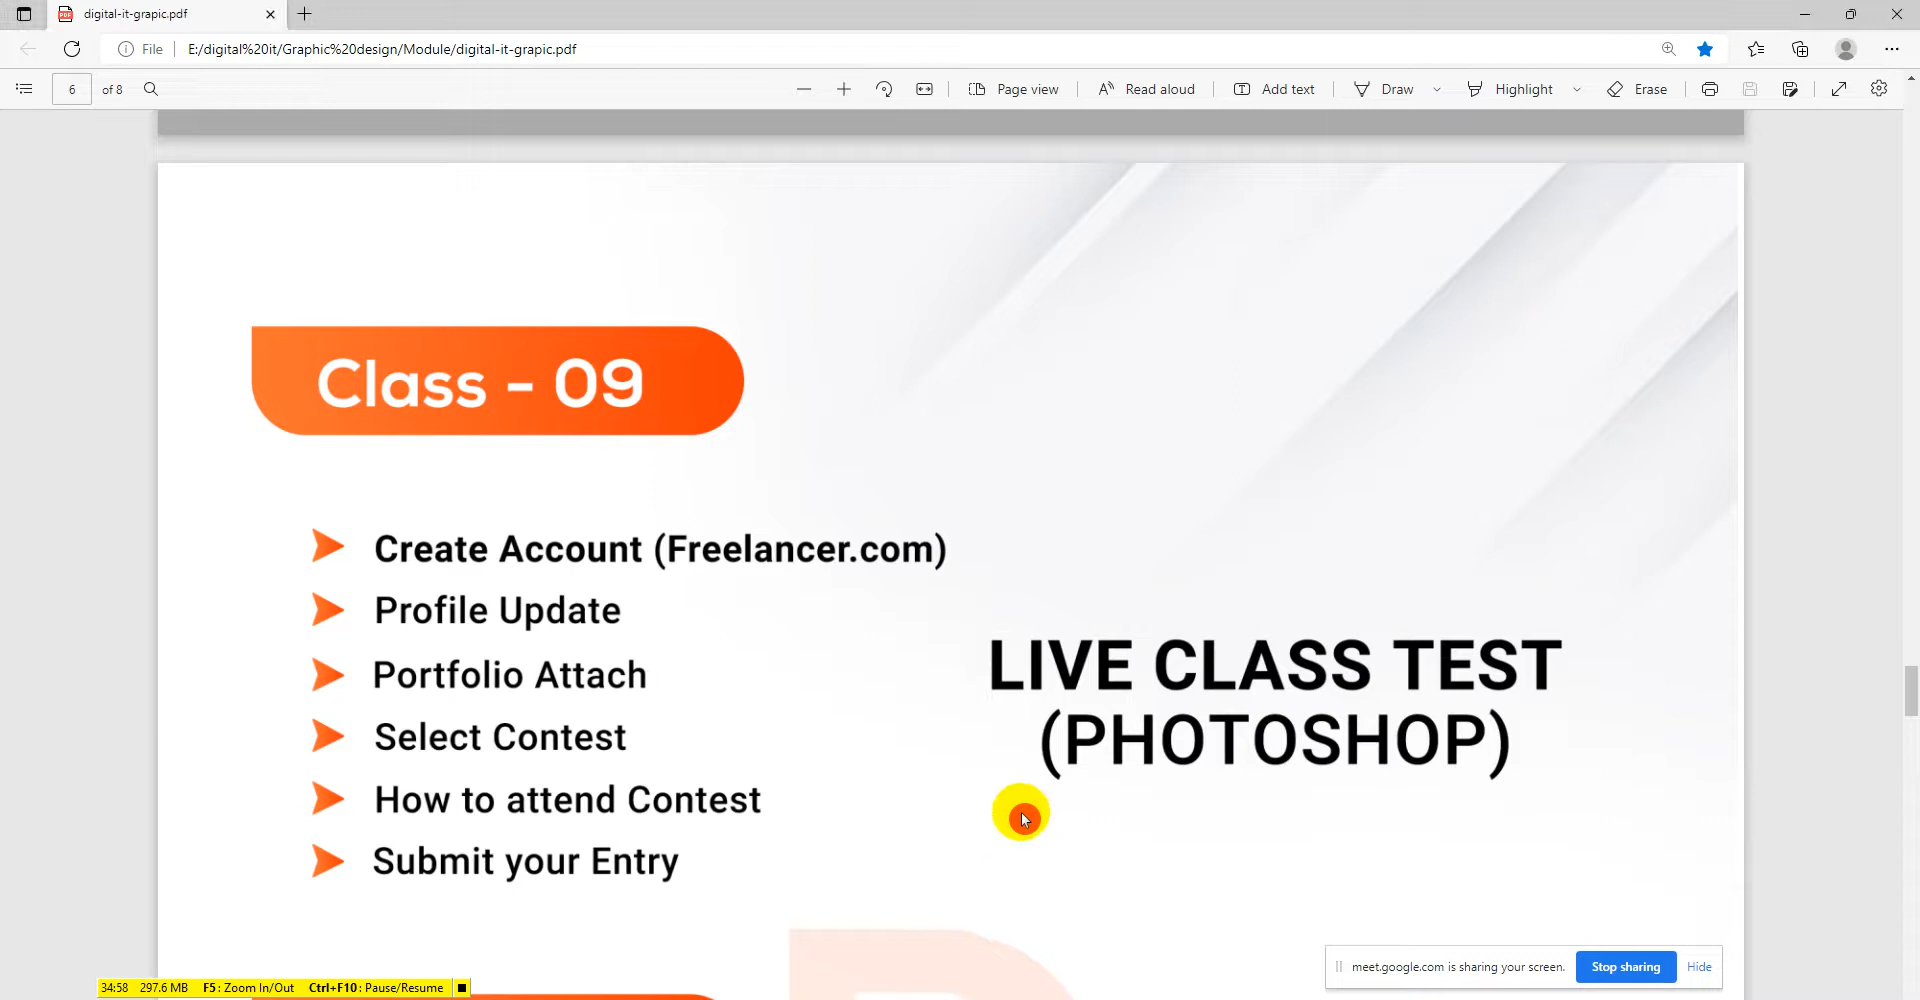 digital-it-grapic.pdf
File E:/digital%20it/Graphic%20design/Module/digital-it-grapic.pdf
6 of 8 Page view Read aloud Add text Draw Highlight Erase
Class - 09
Create Account (Freelancer.com)
Profile Update
Portfolio Attach
Select Contest
How to attend Contest
Submit your Entry
LIVE CLASS TEST
(PHOTOSHOP)
meet.google.com is sharing your screen. Stop sharing Hide
34:58 297.6 MB F5: Zoom In/Out Ctrl+F10: Pause/Resume